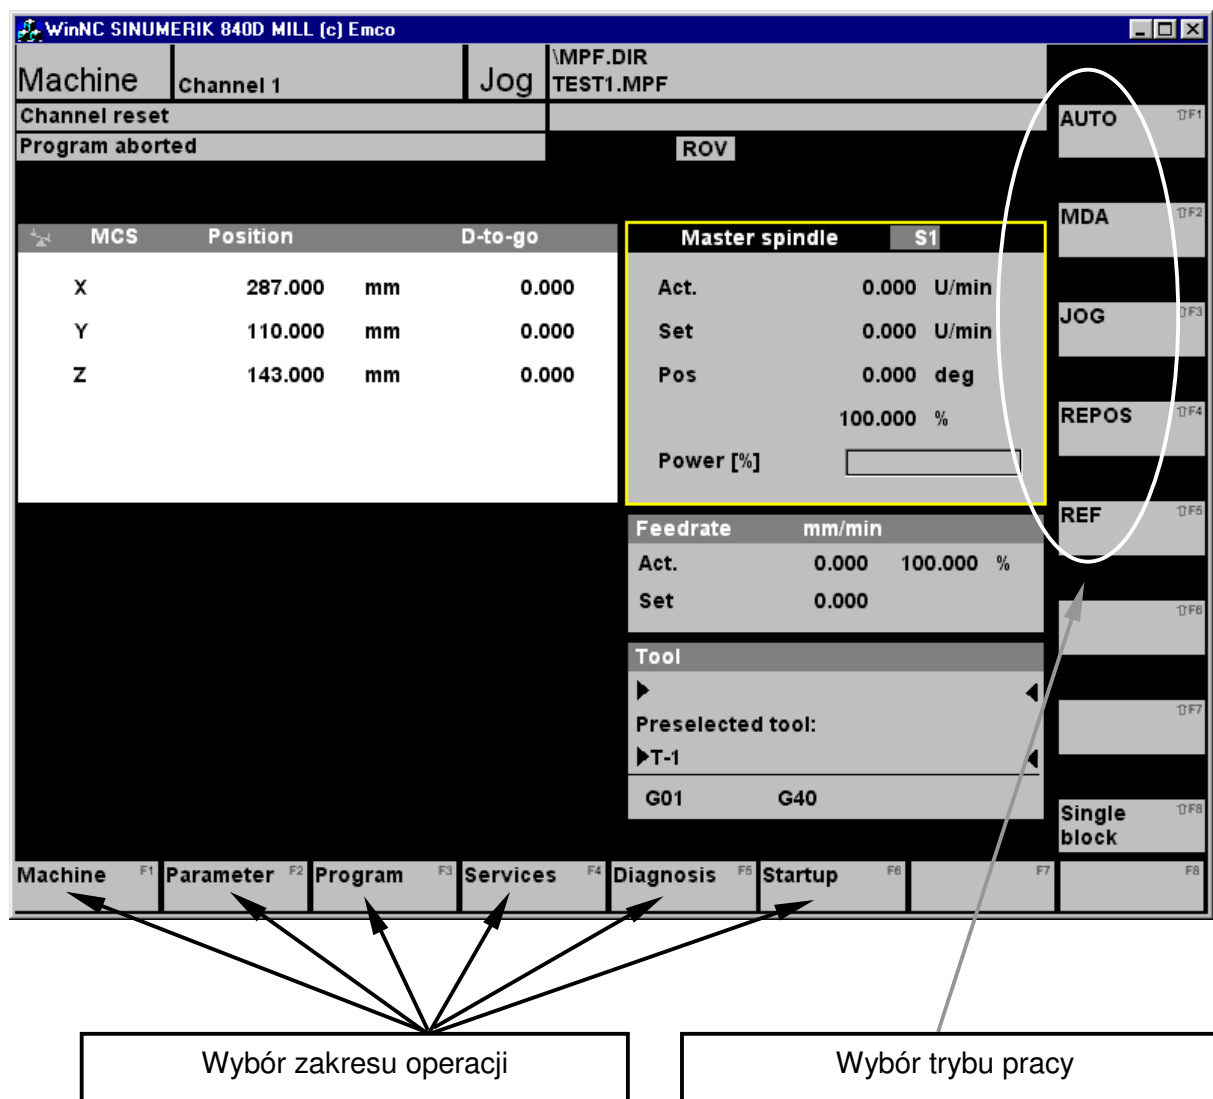 WinNC SINUMERIK 840D MILL (c) Emco
Machine Channel 1 Jog \MPF.DIR
TEST1.MPF
Channel reset
Program aborted ROV
AUTO ⇧F1
MDA ⇧F2
JOG ⇧F3
REPOS ⇧F4
REF ⇧F5
⇧F6
⇧F7
Single block ⇧F8
MCS Position D-to-go
X 287.000 mm 0.000
Y 110.000 mm 0.000
Z 143.000 mm 0.000
Master spindle S1
Act. 0.000 U/min
Set 0.000 U/min
Pos 0.000 deg
100.000 %
Power [%]
Feedrate mm/min
Act. 0.000 100.000 %
Set 0.000
Tool
Preselected tool:
T-1
G01 G40
Machine F1 Parameter F2 Program F3 Services F4 Diagnosis F5 Startup F6 F7 F8
Wybór zakresu operacji
Wybór trybu pracy